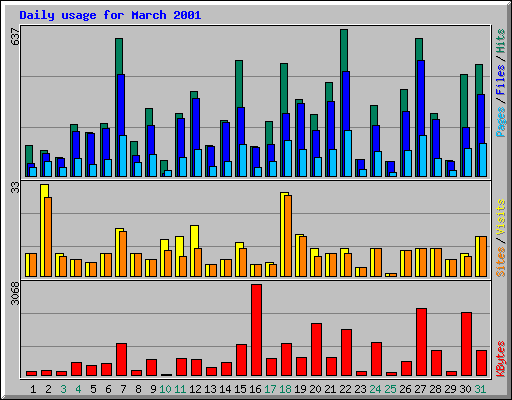 Daily usage for March 2001
637
Pages / Files / Hits
33
Sites / Visits
3068
KBytes
1 2 3 4 5 6 7 8 9 10 11 12 13 14 15 16 17 18 19 20 21 22 23 24 25 26 27 28 29 30 31